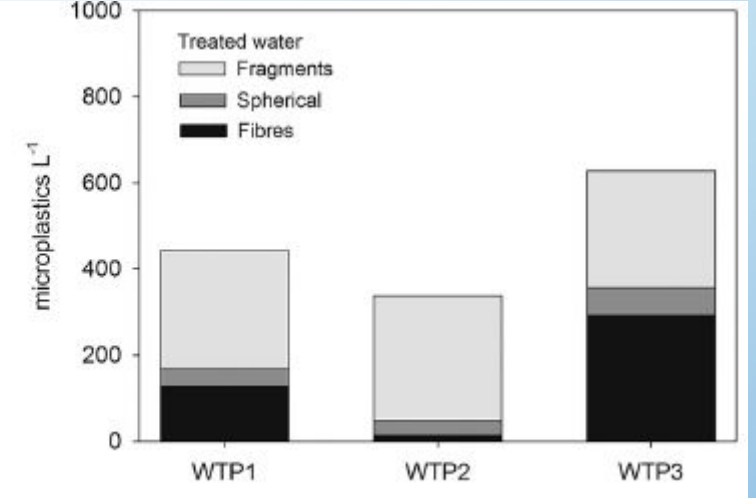 1000
800
600
400
200
0
microplastics L-1
Treated water
Fragments
Spherical
Fibres
WTP1 WTP2 WTP3